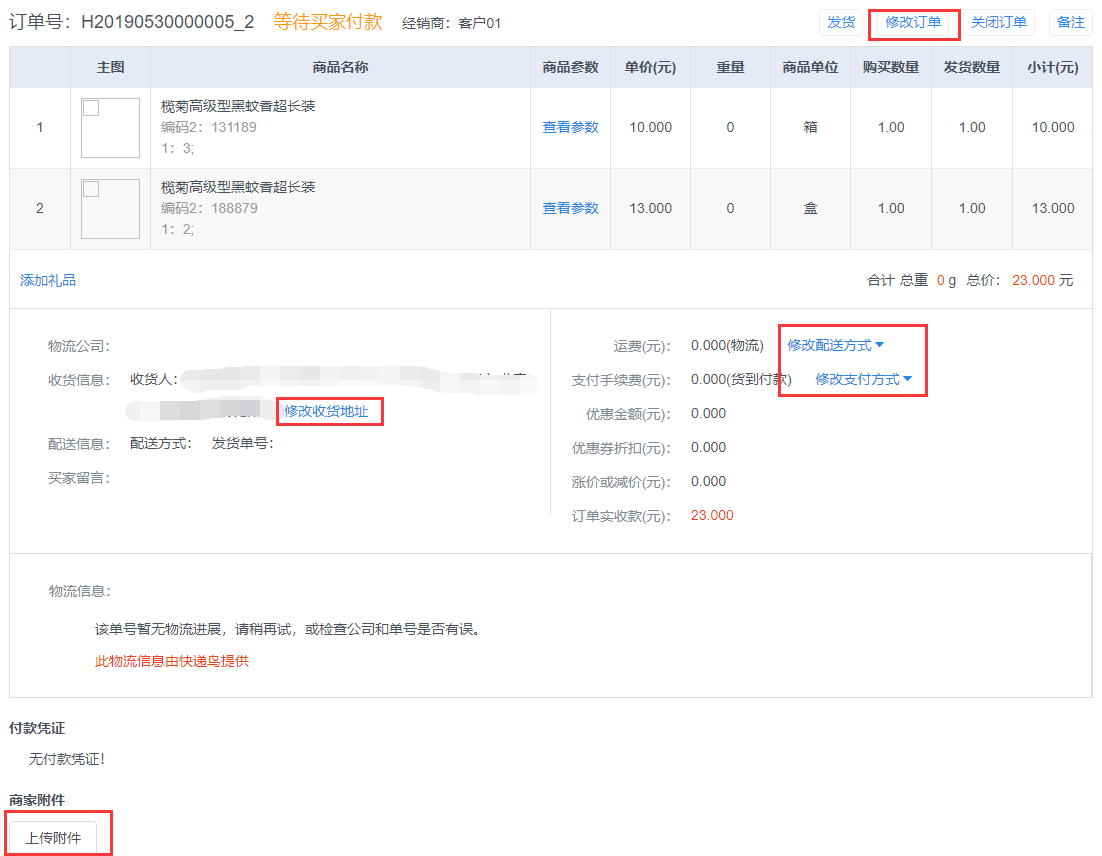 订单号：H20190530000005_2 等待买家付款 经销商：客户01 发货 修改订单 关闭订单 备注
主图 商品名称 商品参数 单价(元) 重量 商品单位 购买数量 发货数量 小计(元)
1 榄菊高级型黑蚊香超长装 查看参数 10.000 0 箱 1.00 1.00 10.000
编码2：131189
1：3;
2 榄菊高级型黑蚊香超长装 查看参数 13.000 0 盒 1.00 1.00 13.000
编码2：188879
1：2;
添加礼品 合计 总重 0 g 总价： 23.000 元
物流公司：
收货信息： 收货人：
修改收货地址
配送信息： 配送方式： 发货单号：
买家留言：
运费(元)： 0.000(物流) 修改配送方式
支付手续费(元)： 0.000(货到付款) 修改支付方式
优惠金额(元)： 0.000
优惠券折扣(元)： 0.000
涨价或减价(元)： 0.000
订单实收款(元)： 23.000
物流信息：
该单号暂无物流进展，请稍再试，或检查公司和单号是否有误。
此物流信息由快递鸟提供
付款凭证
无付款凭证！
商家附件
上传附件